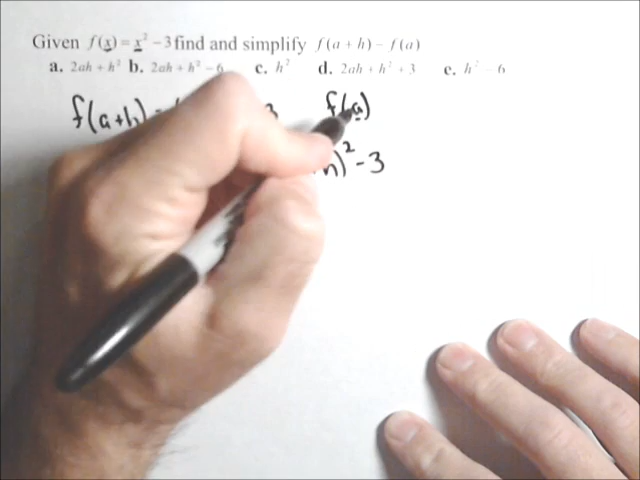 Given f(x) = x² − 3 find and simplify f(a + h) − f(a)
a. 2ah + h² b. 2ah + h² − 6 c. h² d. 2ah + h² + 3 e. h² − 6
f(a+h) = 3 f(a)
h)² - 3